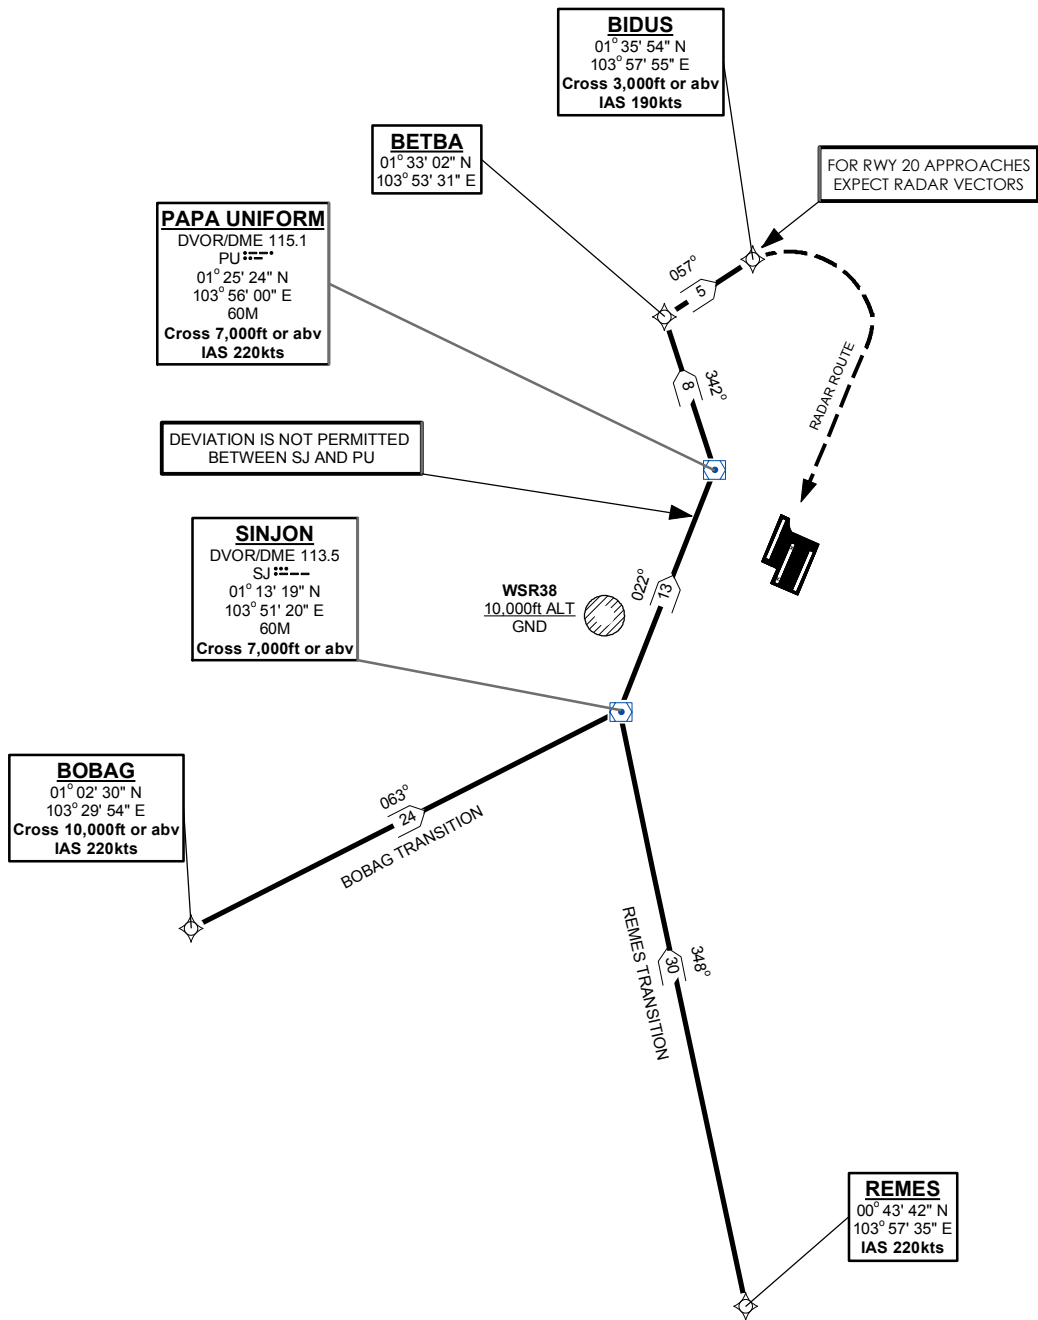 BIDUS
01° 35' 54" N
103° 57' 55" E
Cross 3,000ft or abv
IAS 190kts
BETBA
01° 33' 02" N
103° 53' 31" E
FOR RWY 20 APPROACHES
EXPECT RADAR VECTORS
PAPA UNIFORM
DVOR/DME 115.1
PU
01° 25' 24" N
103° 56' 00" E
60M
Cross 7,000ft or abv
IAS 220kts
057°
5
RADAR ROUTE
342°
8
DEVIATION IS NOT PERMITTED
BETWEEN SJ AND PU
SINJON
DVOR/DME 113.5
SJ
01° 13' 19" N
103° 51' 20" E
60M
Cross 7,000ft or abv
WSR38
10,000ft ALT
GND
022°
13
BOBAG
01° 02' 30" N
103° 29' 54" E
Cross 10,000ft or abv
IAS 220kts
063°
24
BOBAG TRANSITION
REMES TRANSITION
348°
30
REMES
00° 43' 42" N
103° 57' 35" E
IAS 220kts